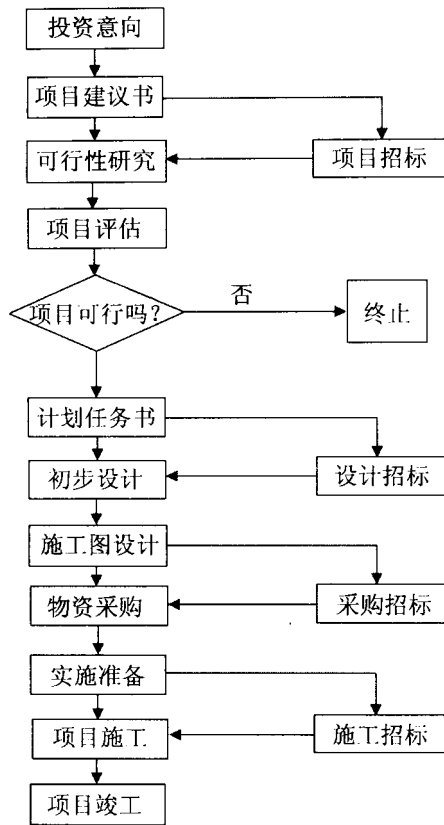 投资意向
项目建议书
可行性研究
项目招标
项目评估
项目可行吗?
否
终止
计划任务书
初步设计
设计招标
施工图设计
物资采购
采购招标
实施准备
项目施工
施工招标
项目竣工